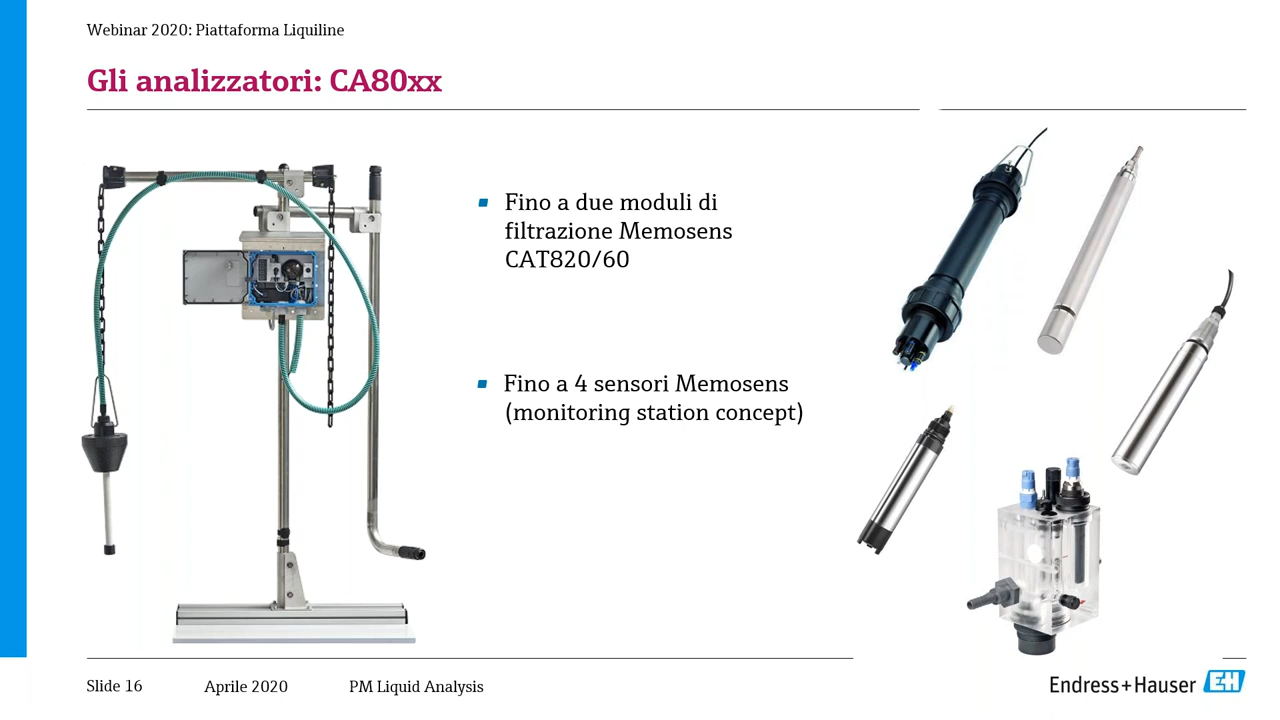 Webinar 2020: Piattaforma Liquiline
Gli analizzatori: CA80xx
Fino a due moduli di
filtrazione Memosens
CAT820/60
Fino a 4 sensori Memosens
(monitoring station concept)
Slide 16 Aprile 2020 PM Liquid Analysis
Endress+Hauser EH